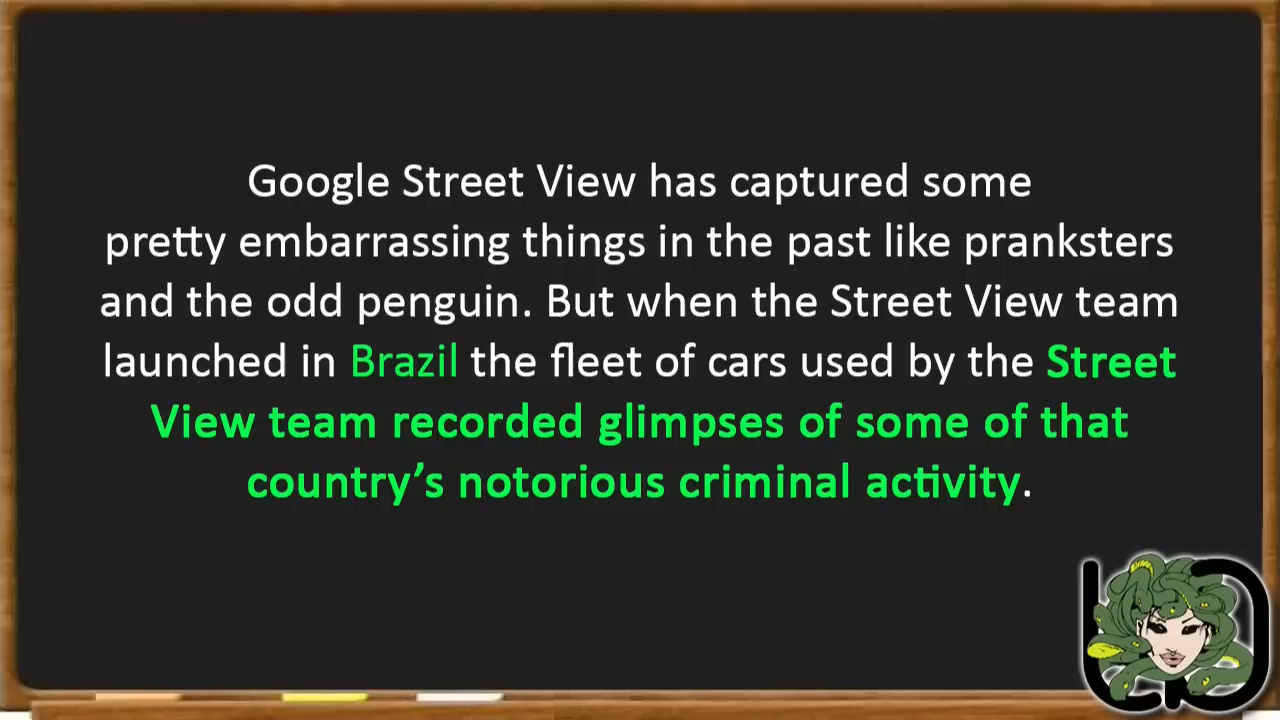 Google Street View has captured some
pretty embarrassing things in the past like pranksters
and the odd penguin. But when the Street View team
launched in Brazil the fleet of cars used by the Street
View team recorded glimpses of some of that
country’s notorious criminal activity.